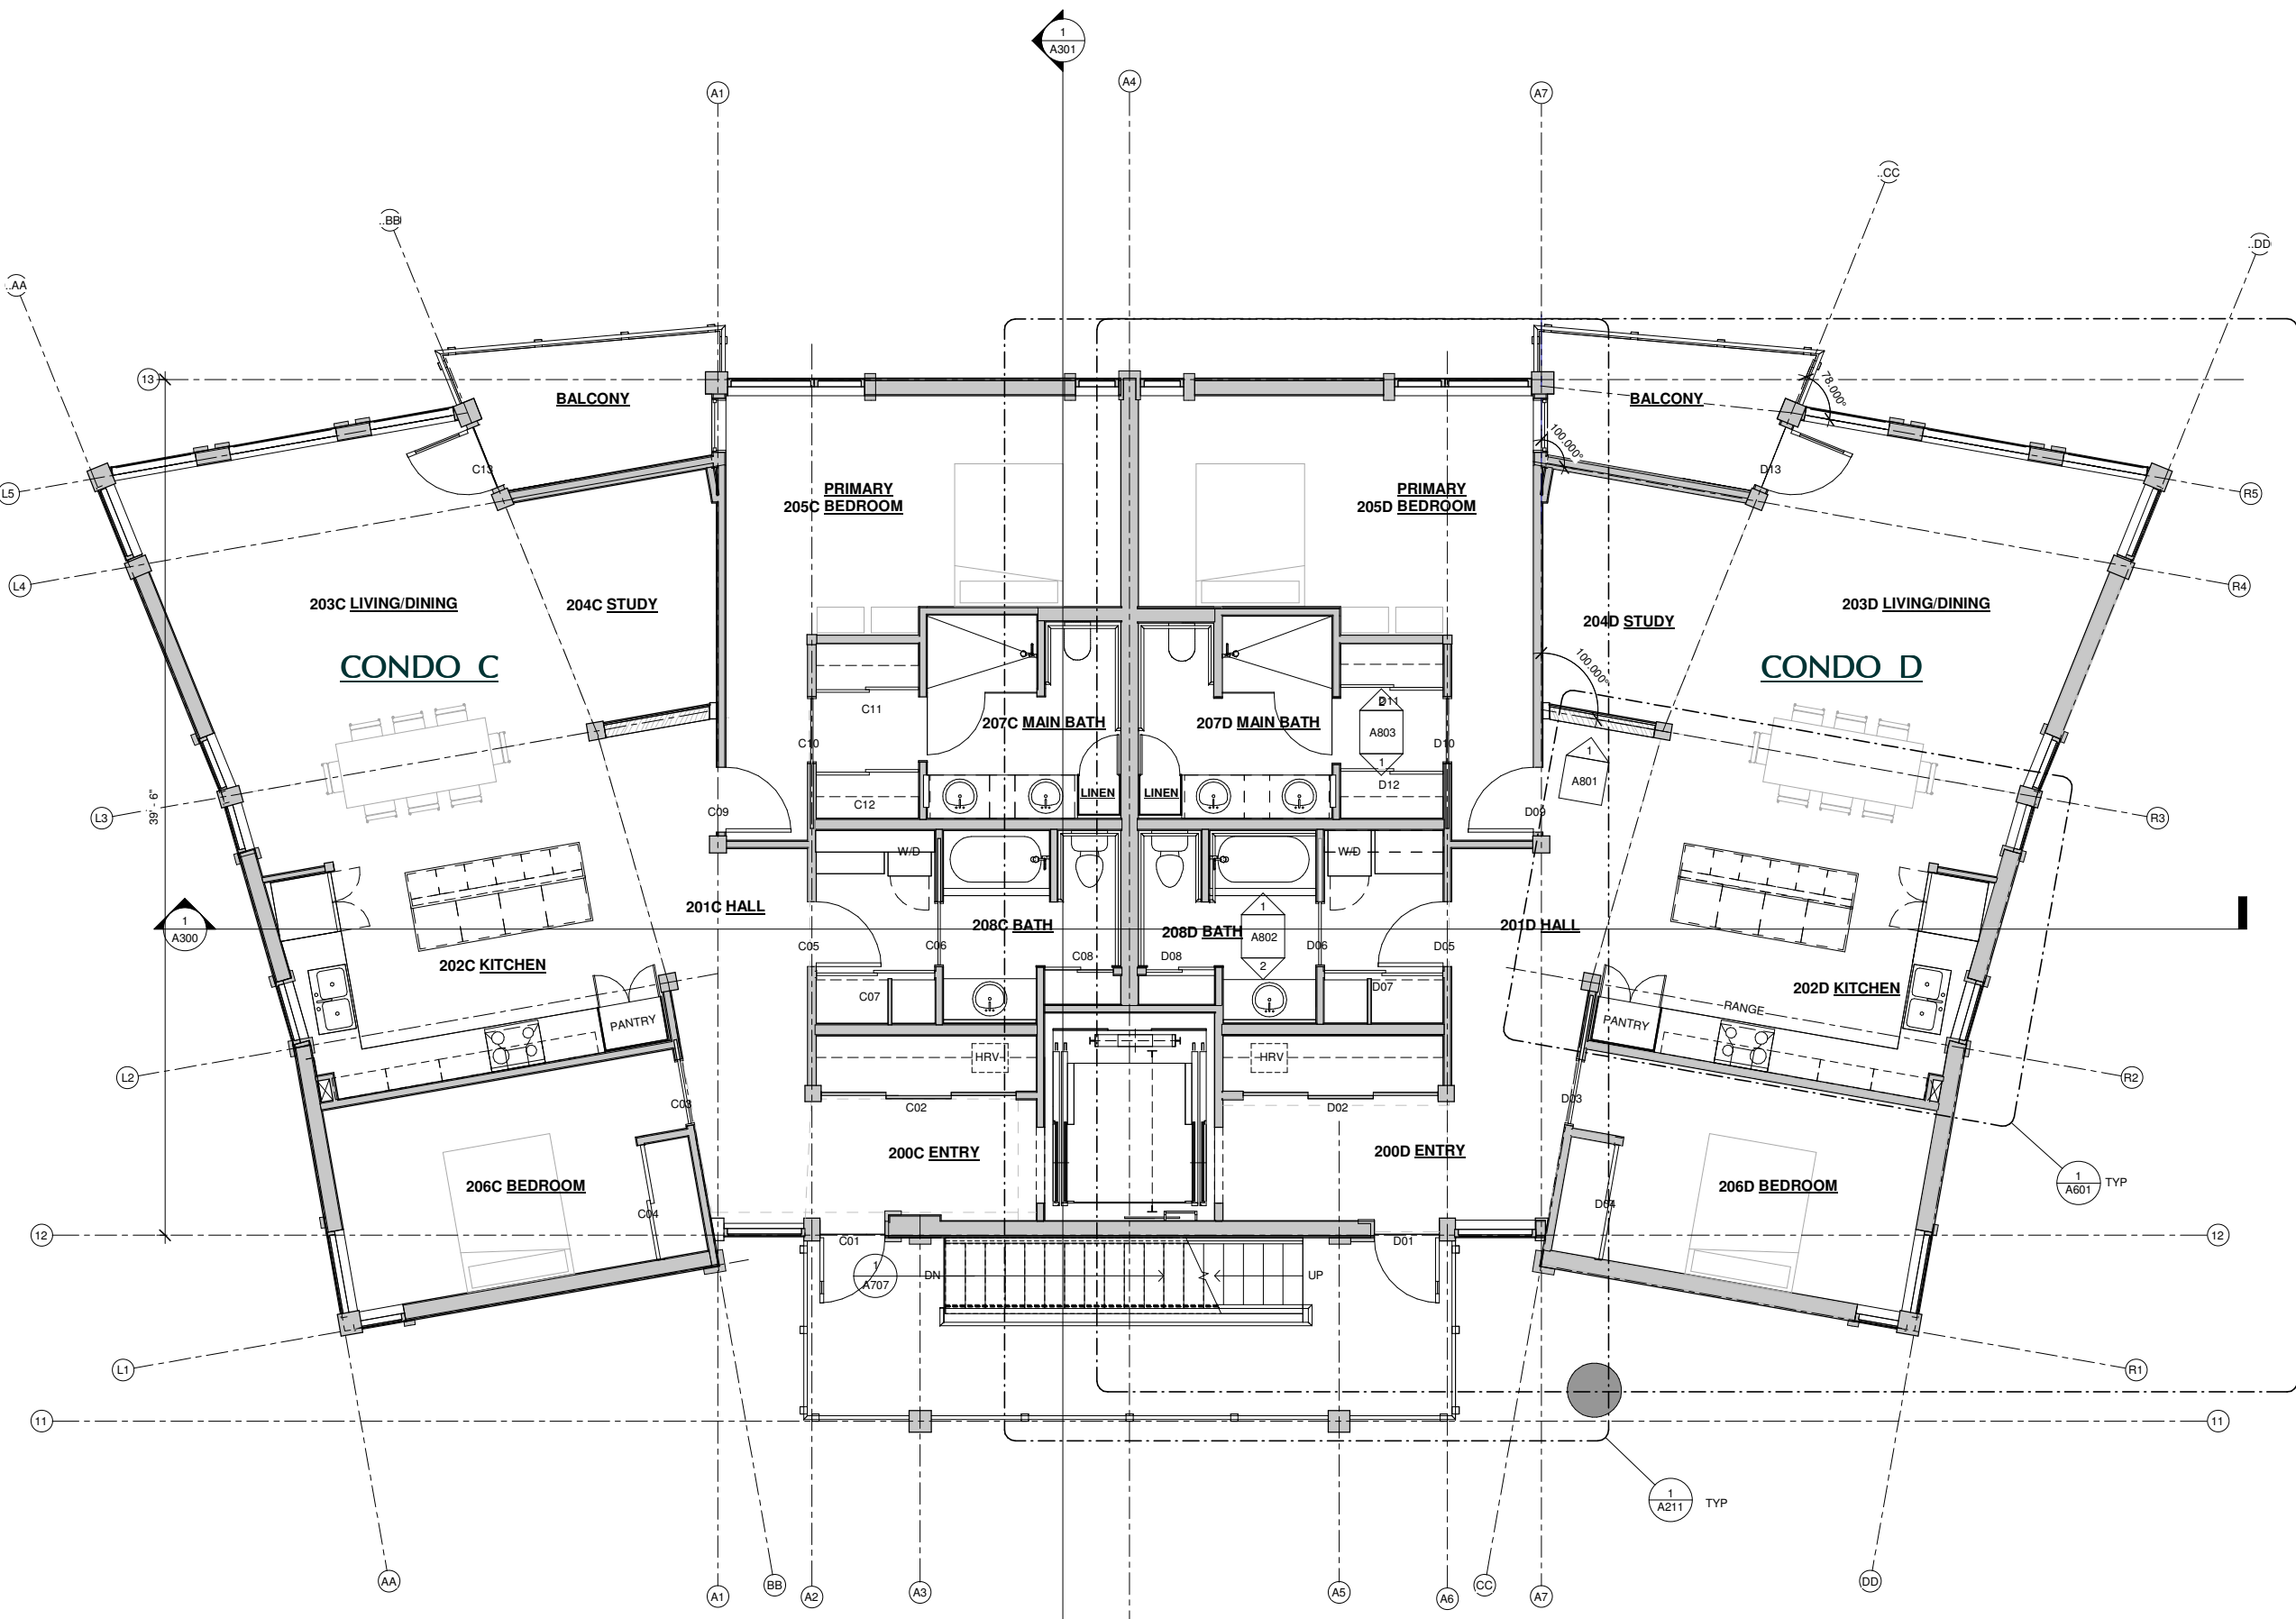 1
A301
A4
A1
A7
..CC
..BB
..DD
..AA
13
BALCONY
BALCONY
78.000°
100.000°
C13
D13
L5
R5
PRIMARY
205C BEDROOM
PRIMARY
205D BEDROOM
L4
R4
203C LIVING/DINING
204C STUDY
204D STUDY
203D LIVING/DINING
CONDO C
CONDO D
100.000°
C11
D11
2
207C MAIN BATH
207D MAIN BATH
A803
1
C10
D10
1
A801
C12
D12
LINEN
LINEN
39' - 6"
L3
C09
D09
R3
W/D
W/D
201C HALL
1
A300
208C BATH
208D BATH
1
A802
2
201D HALL
C05
C06
C08
D08
D06
D05
202C KITCHEN
202D KITCHEN
C07
D07
RANGE
PANTRY
PANTRY
HRV
HRV
L2
R2
C03
C02
D02
D03
200C ENTRY
200D ENTRY
206C BEDROOM
206D BEDROOM
1
A601
TYP
C04
D04
12
C01
D01
12
1
A707
DN
UP
L1
R1
11
11
1
A211
TYP
AA
A1
BB
A2
A3
A5
A6
CC
A7
DD